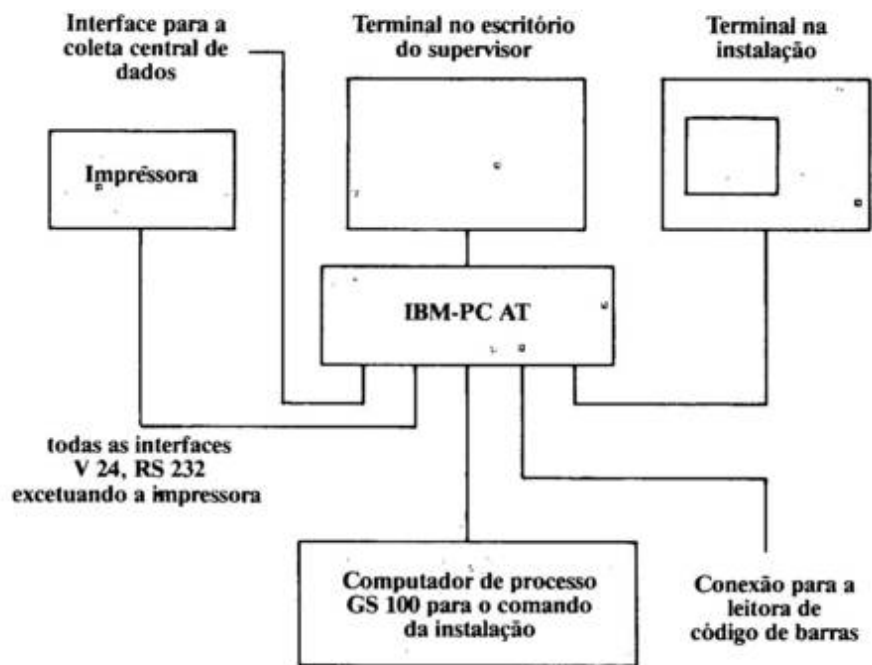 Interface para a
coleta central de
dados
Terminal no escritório
do supervisor
Terminal na
instalação
Impressora
IBM-PC AT
todas as interfaces
V 24, RS 232
excetuando a impressora
Computador de processo
GS 100 para o comando
da instalação
Conexão para a
leitora de
código de barras